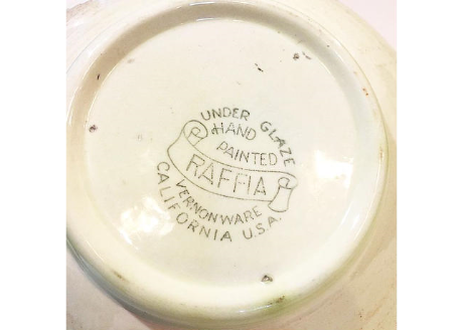 UNDER GLAZE
HAND
PAINTED
RAFFIA
VERNONWARE
CALIFORNIA U.S.A.